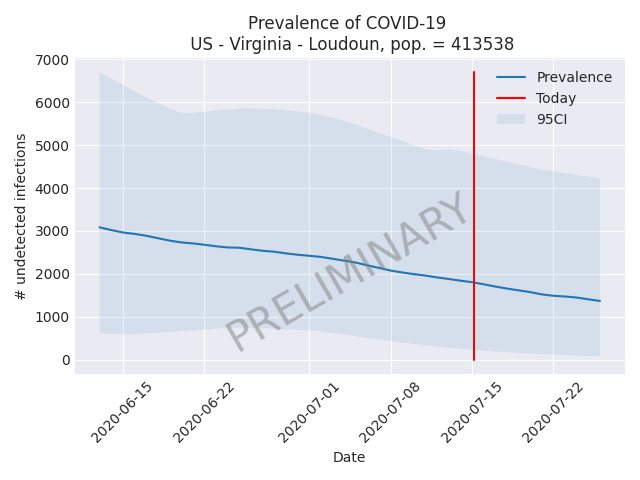 Prevalence of COVID-19
US - Virginia - Loudoun, pop. = 413538
7000
6000
5000
4000
3000
2000
1000
0
# undetected infections
Prevalence
Today
95CI
PRELIMINARY
2020-06-15
2020-06-22
2020-07-01
2020-07-08
2020-07-15
2020-07-22
Date